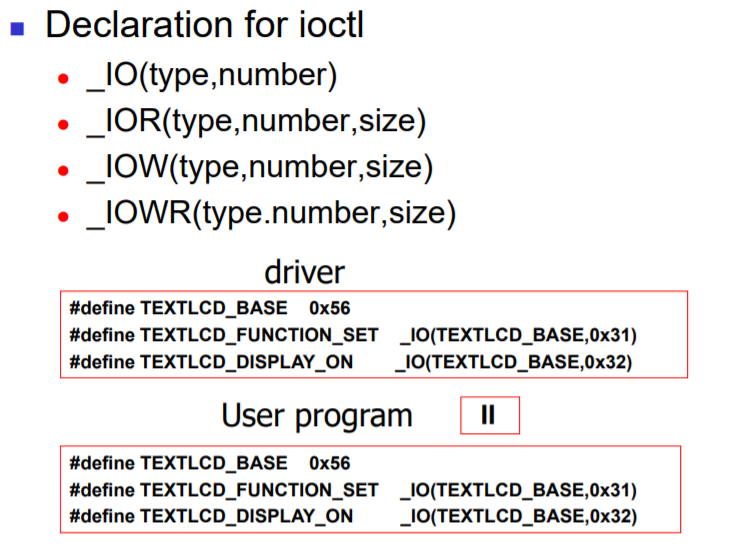 Declaration for ioctl
_IO(type,number)
_IOR(type,number,size)
_IOW(type,number,size)
_IOWR(type.number,size)
driver
#define TEXTLCD_BASE 0x56
#define TEXTLCD_FUNCTION_SET _IO(TEXTLCD_BASE,0x31)
#define TEXTLCD_DISPLAY_ON _IO(TEXTLCD_BASE,0x32)
User program II
#define TEXTLCD_BASE 0x56
#define TEXTLCD_FUNCTION_SET _IO(TEXTLCD_BASE,0x31)
#define TEXTLCD_DISPLAY_ON _IO(TEXTLCD_BASE,0x32)